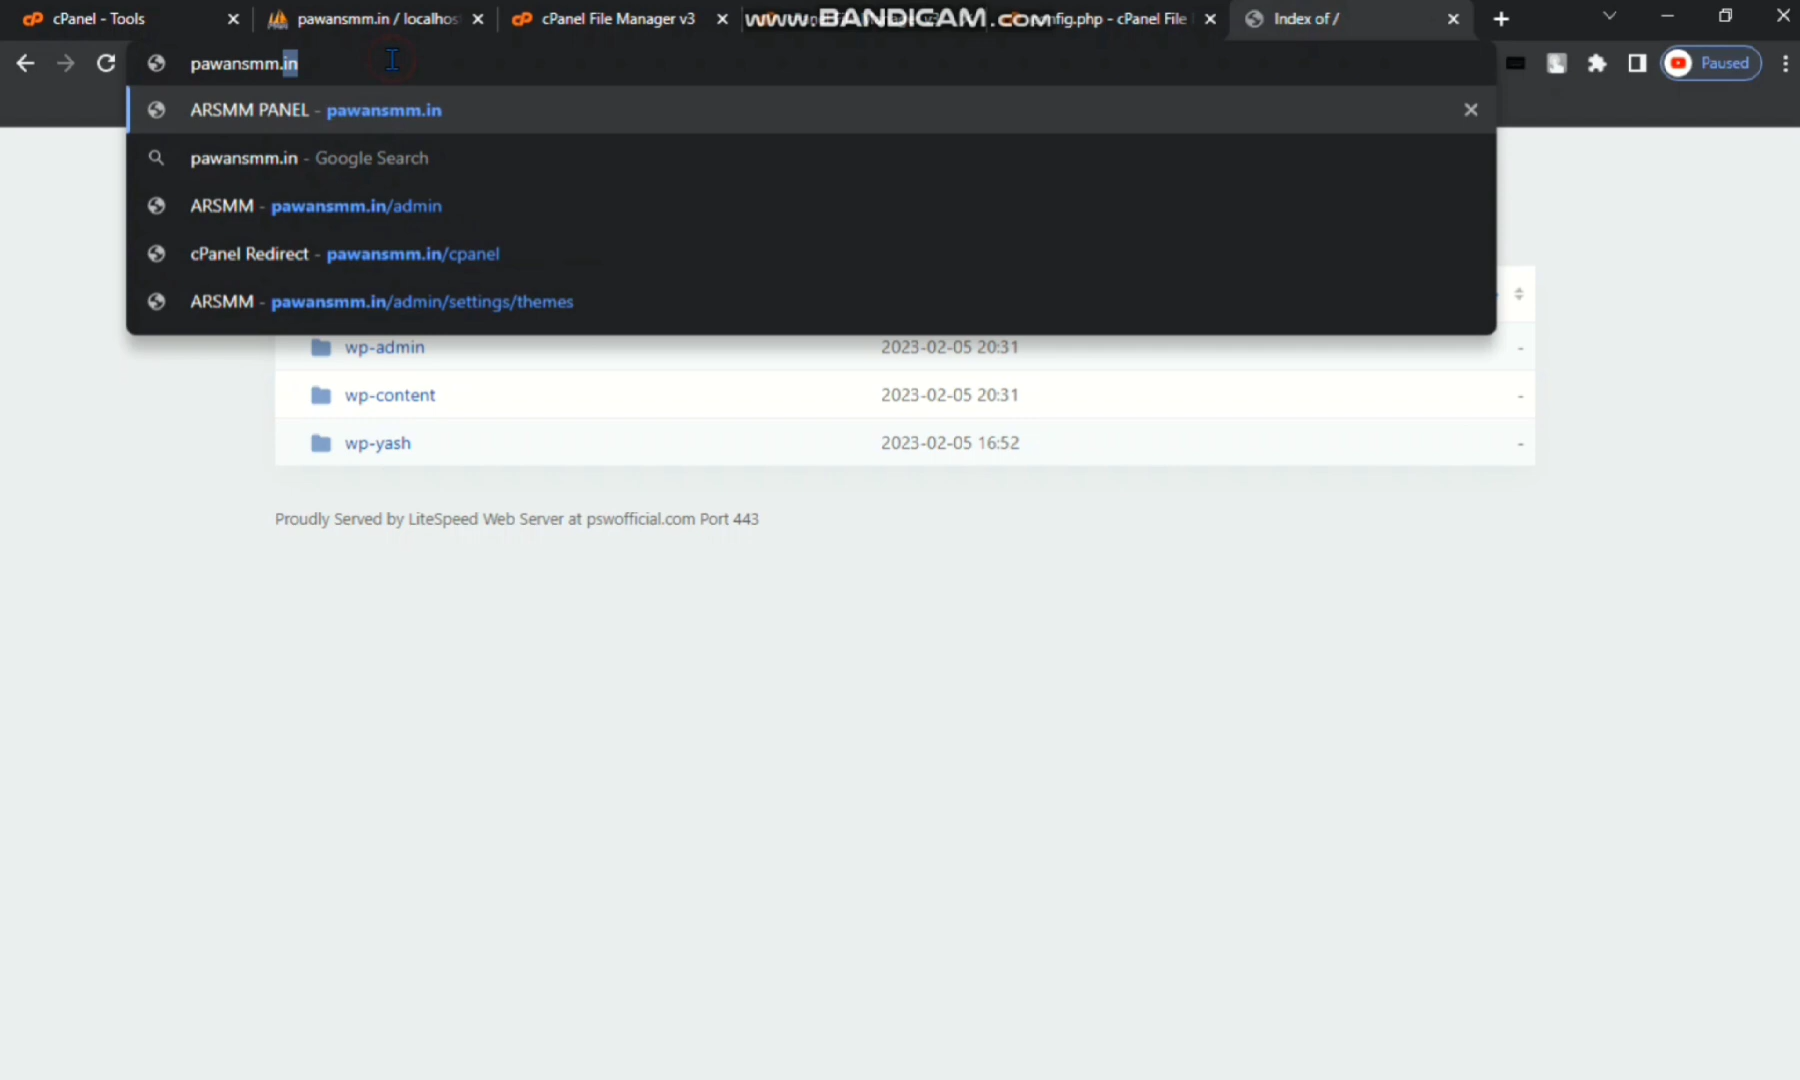 cPanel - Tools
pawansmm.in / localhos
cPanel File Manager v3
www.BANDICAM.com
nfig.php - cPanel File
Index of /
pawansmm.in
Paused
ARSMM PANEL - pawansmm.in
pawansmm.in - Google Search
ARSMM - pawansmm.in/admin
cPanel Redirect - pawansmm.in/cpanel
ARSMM - pawansmm.in/admin/settings/themes
wp-admin 2023-02-05 20:31 -
wp-content 2023-02-05 20:31 -
wp-yash 2023-02-05 16:52 -
Proudly Served by LiteSpeed Web Server at pswofficial.com Port 443